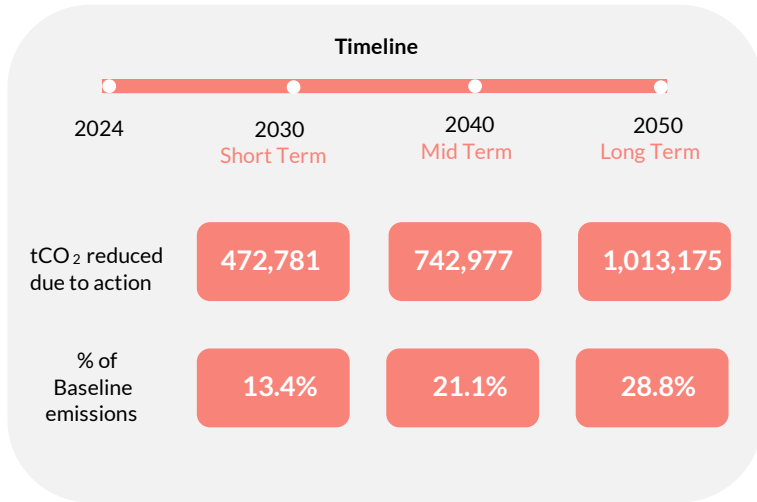 Timeline
2024
2030
Short Term
2040
Mid Term
2050
Long Term
tCO₂ reduced
due to action
472,781
742,977
1,013,175
% of
Baseline
emissions
13.4%
21.1%
28.8%